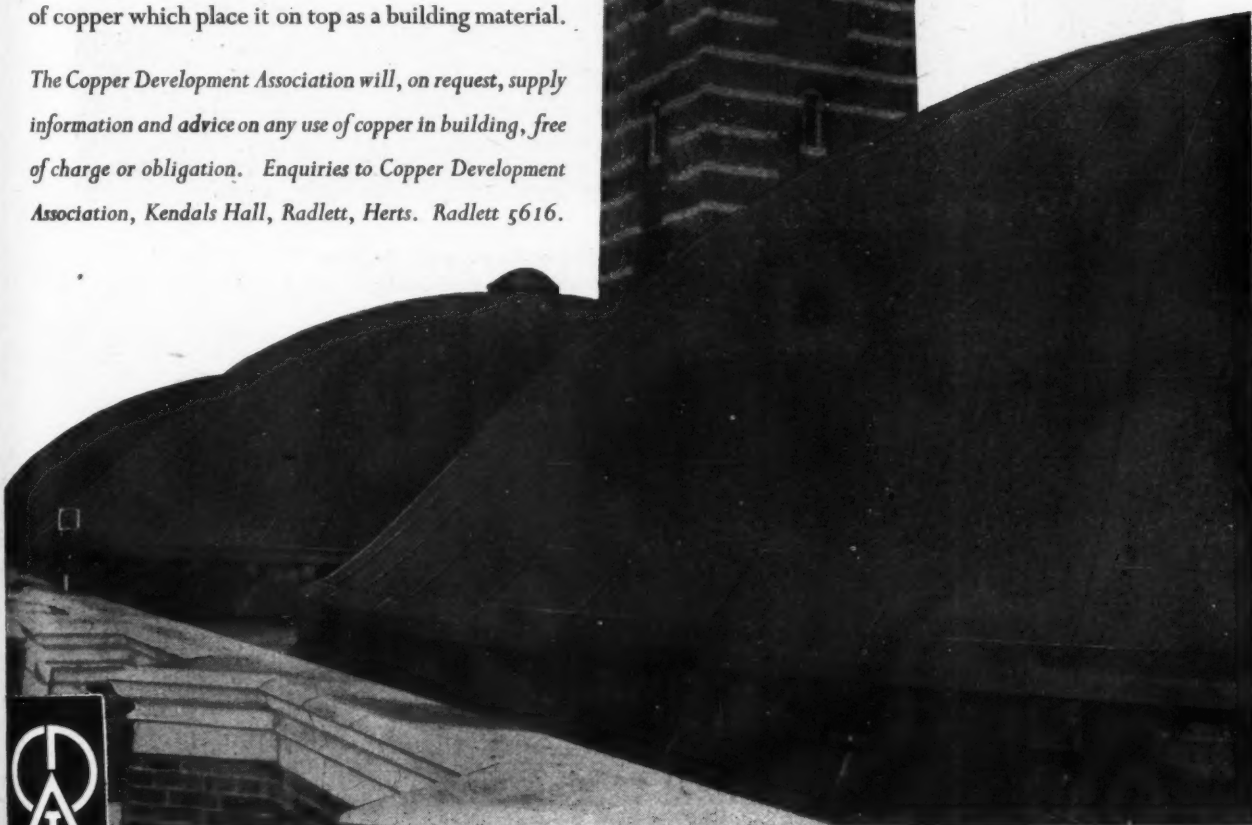 of copper which place it on top as a building material.
The Copper Development Association will, on request, supply
information and advice on any use of copper in building, free
of charge or obligation. Enquiries to Copper Development
Association, Kendals Hall, Radlett, Herts. Radlett 5616.